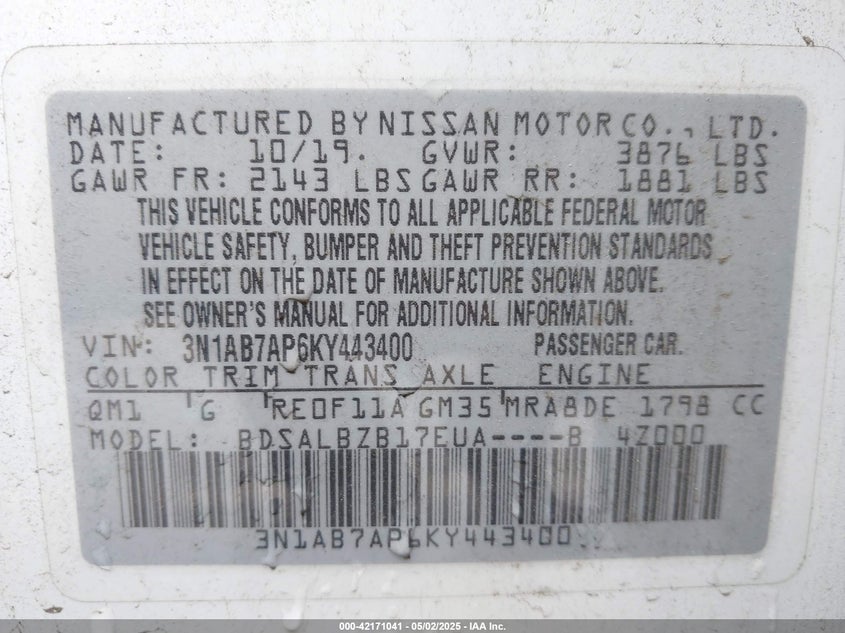 MANUFACTURED BY NISSAN MOTOR CO., LTD.
DATE: 10/19. GVWR: 3876 LBS
GAWR FR: 2143 LBS GAWR RR: 1881 LBS
THIS VEHICLE CONFORMS TO ALL APPLICABLE FEDERAL MOTOR
VEHICLE SAFETY, BUMPER AND THEFT PREVENTION STANDARDS
IN EFFECT ON THE DATE OF MANUFACTURE SHOWN ABOVE.
SEE OWNER'S MANUAL FOR ADDITIONAL INFORMATION.
VIN: 3N1AB7AP6KY443400 PASSENGER CAR.
COLOR TRIM TRANS AXLE ENGINE
QM1 G RE0F11A GM35 MRA8DE 1798 CC
MODEL: BDSALBZB17EUA----B 4Z000
3N1AB7AP6KY443400
000-42171041 - 05/02/2025 - IAA Inc.